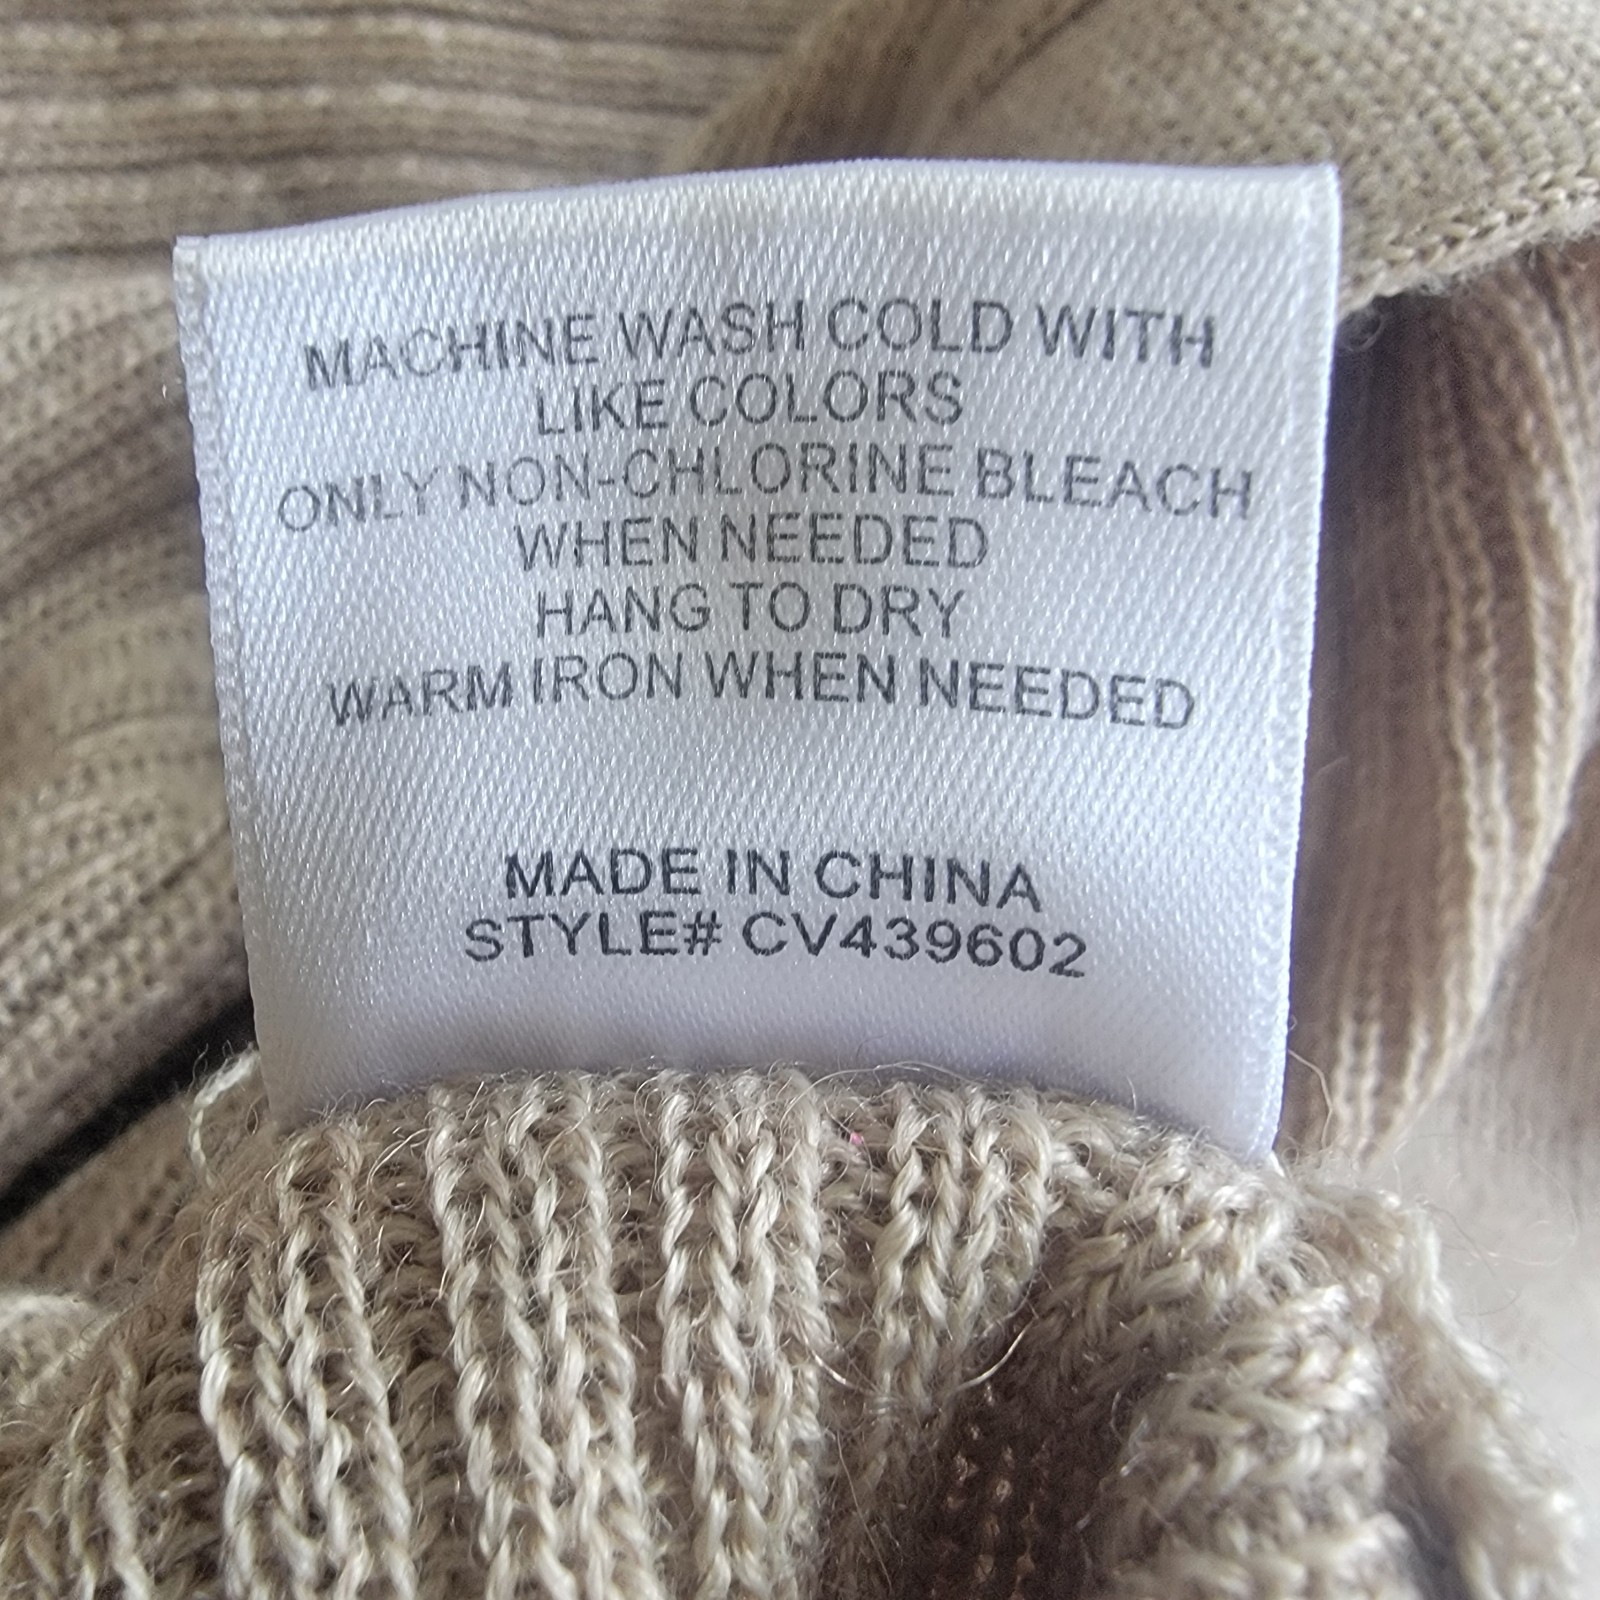 MACHINE WASH COLD WITH
LIKE COLORS
ONLY NON-CHLORINE BLEACH
WHEN NEEDED
HANG TO DRY
WARM IRON WHEN NEEDED
MADE IN CHINA
STYLE# CV439602